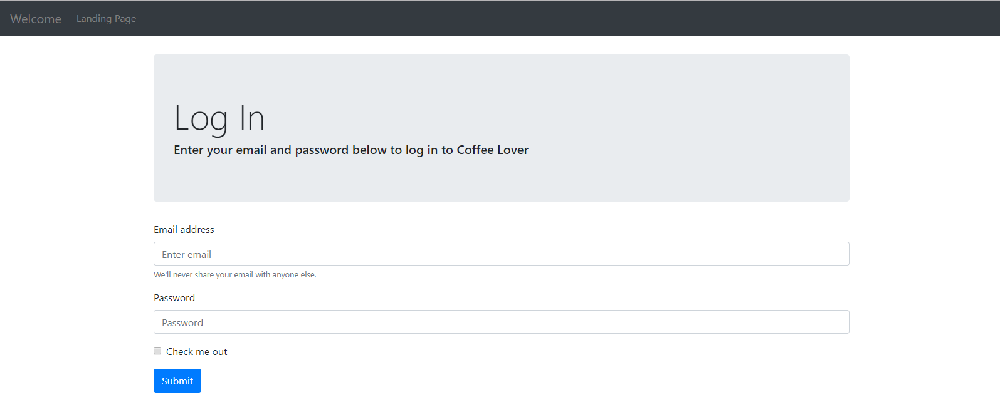 Welcome Landing Page
Log In
Enter your email and password below to log in to Coffee Lover
Email address
Enter email
We'll never share your email with anyone else.
Password
Password
Check me out
Submit